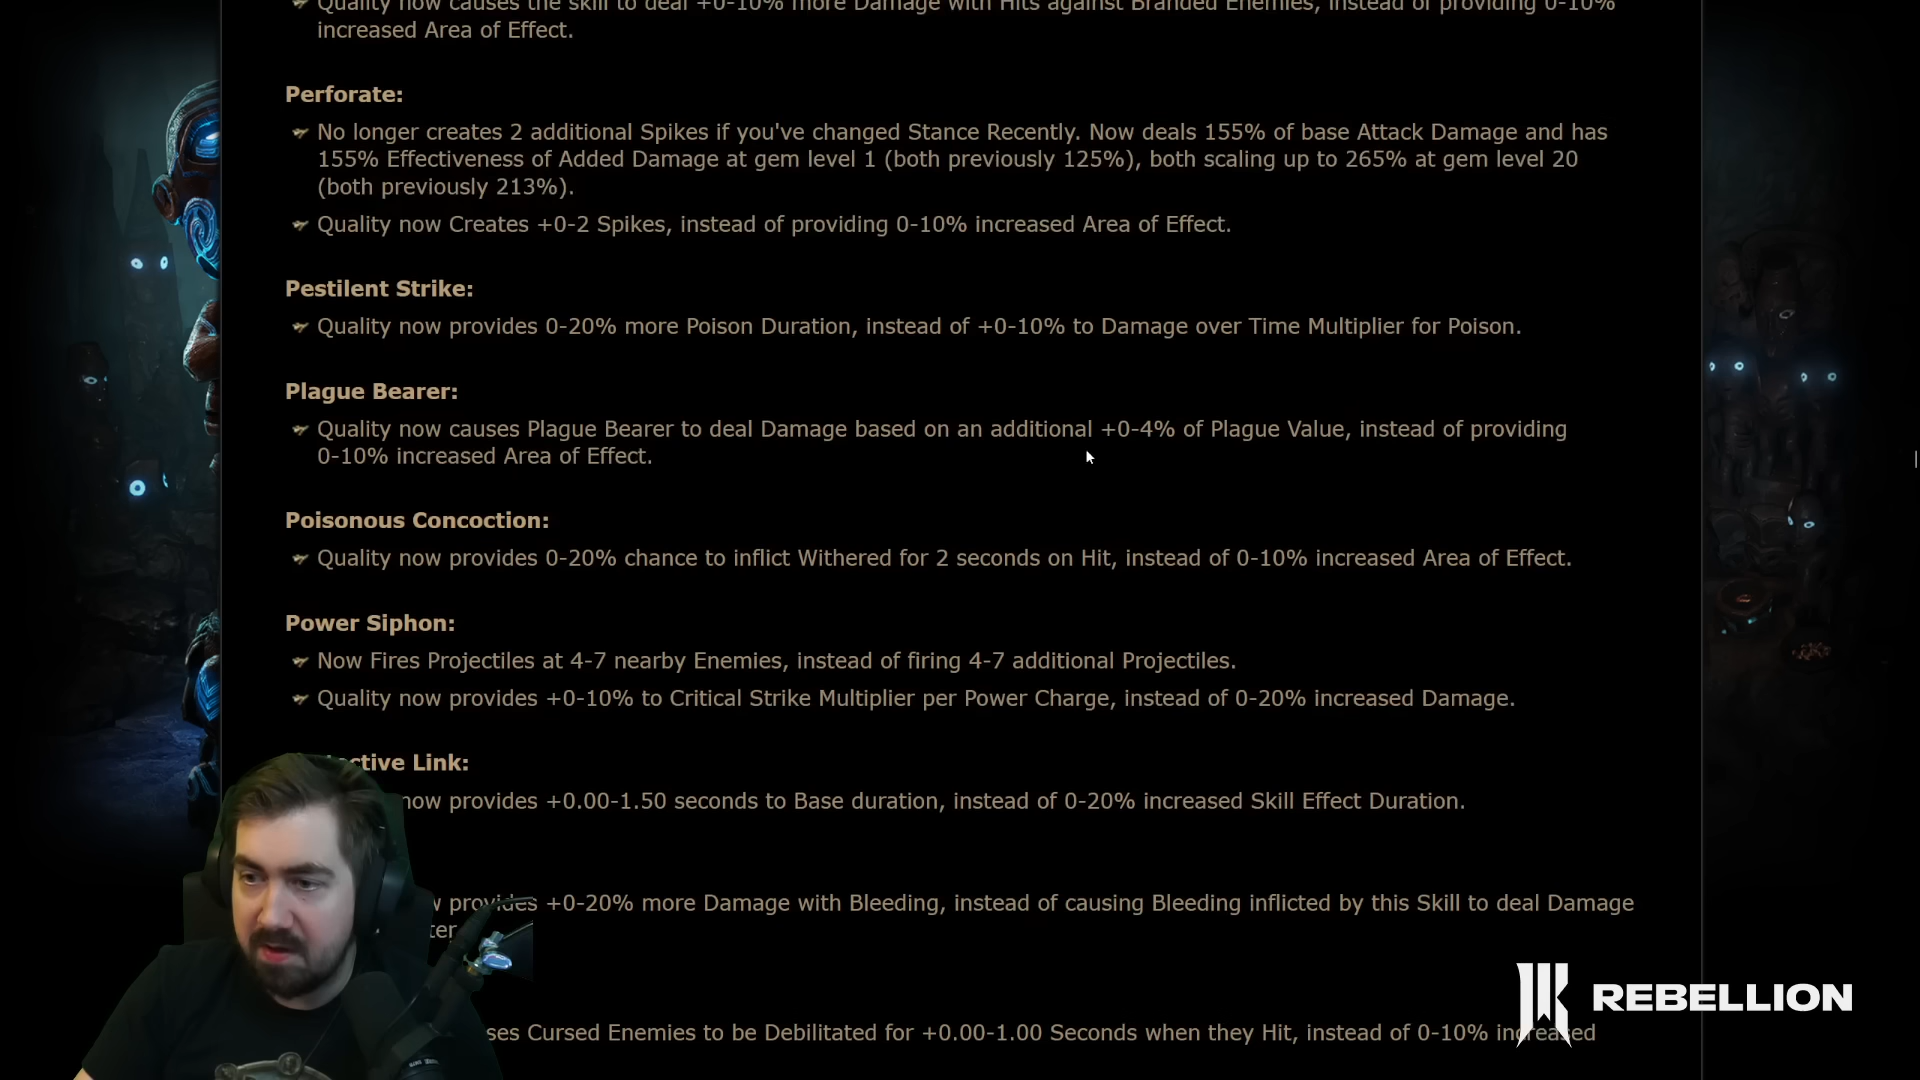 Quality now causes the skill to deal +0-10% more Damage with Hits against Branded Enemies, instead of providing 0-10%
increased Area of Effect.
Perforate:
No longer creates 2 additional Spikes if you've changed Stance Recently. Now deals 155% of base Attack Damage and has
155% Effectiveness of Added Damage at gem level 1 (both previously 125%), both scaling up to 265% at gem level 20
(both previously 213%).
Quality now Creates +0-2 Spikes, instead of providing 0-10% increased Area of Effect.
Pestilent Strike:
Quality now provides 0-20% more Poison Duration, instead of +0-10% to Damage over Time Multiplier for Poison.
Plague Bearer:
Quality now causes Plague Bearer to deal Damage based on an additional +0-4% of Plague Value, instead of providing
0-10% increased Area of Effect.
Poisonous Concoction:
Quality now provides 0-20% chance to inflict Withered for 2 seconds on Hit, instead of 0-10% increased Area of Effect.
Power Siphon:
Now Fires Projectiles at 4-7 nearby Enemies, instead of firing 4-7 additional Projectiles.
Quality now provides +0-10% to Critical Strike Multiplier per Power Charge, instead of 0-20% increased Damage.
Link:
now provides +0.00-1.50 seconds to Base duration, instead of 0-20% increased Skill Effect Duration.
provides +0-20% more Damage with Bleeding, instead of causing Bleeding inflicted by this Skill to deal Damage
Cursed Enemies to be Debilitated for +0.00-1.00 Seconds when they Hit, instead of 0-10% increased
REBELLION